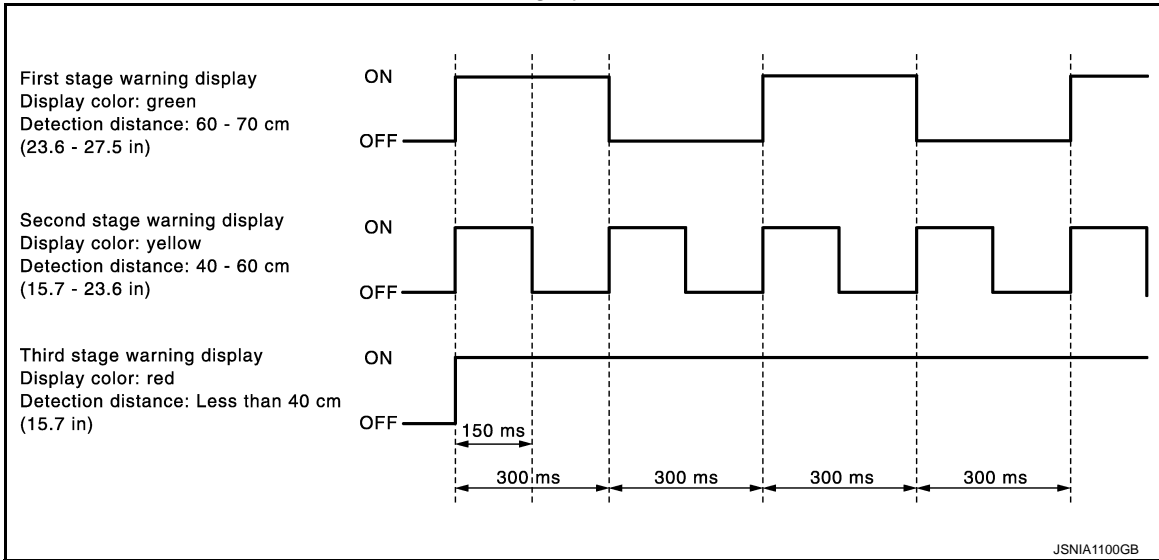 First stage warning display
Display color: green
Detection distance: 60 - 70 cm
(23.6 - 27.5 in)
ON
OFF
Second stage warning display
Display color: yellow
Detection distance: 40 - 60 cm
(15.7 - 23.6 in)
ON
OFF
Third stage warning display
Display color: red
Detection distance: Less than 40 cm
(15.7 in)
ON
OFF
150 ms
300 ms 300 ms 300 ms 300 ms
JSNIA1100GB